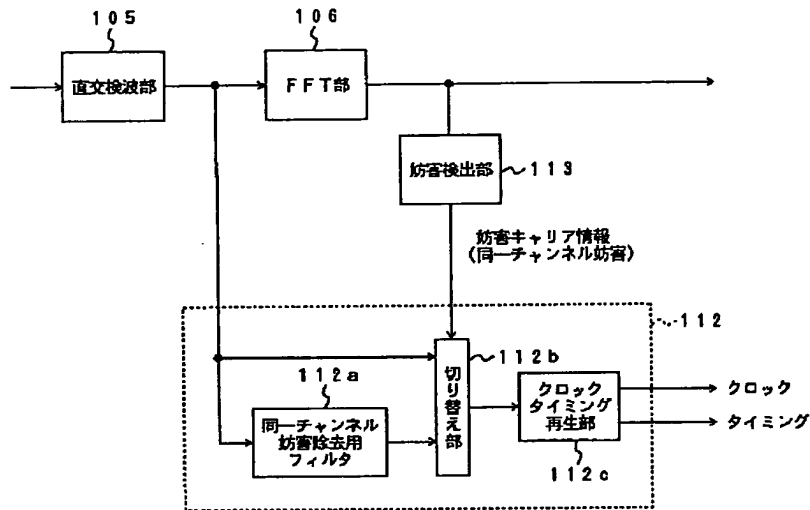 105
106
直交検波部
FFT部
妨害検出部
113
妨害キャリア情報
(同一チャンネル妨害)
112
112b
112a
切り替え部
同一チャンネル
妨害除去用
フィルタ
クロック
タイミング
再生部
112c
クロック
タイミング